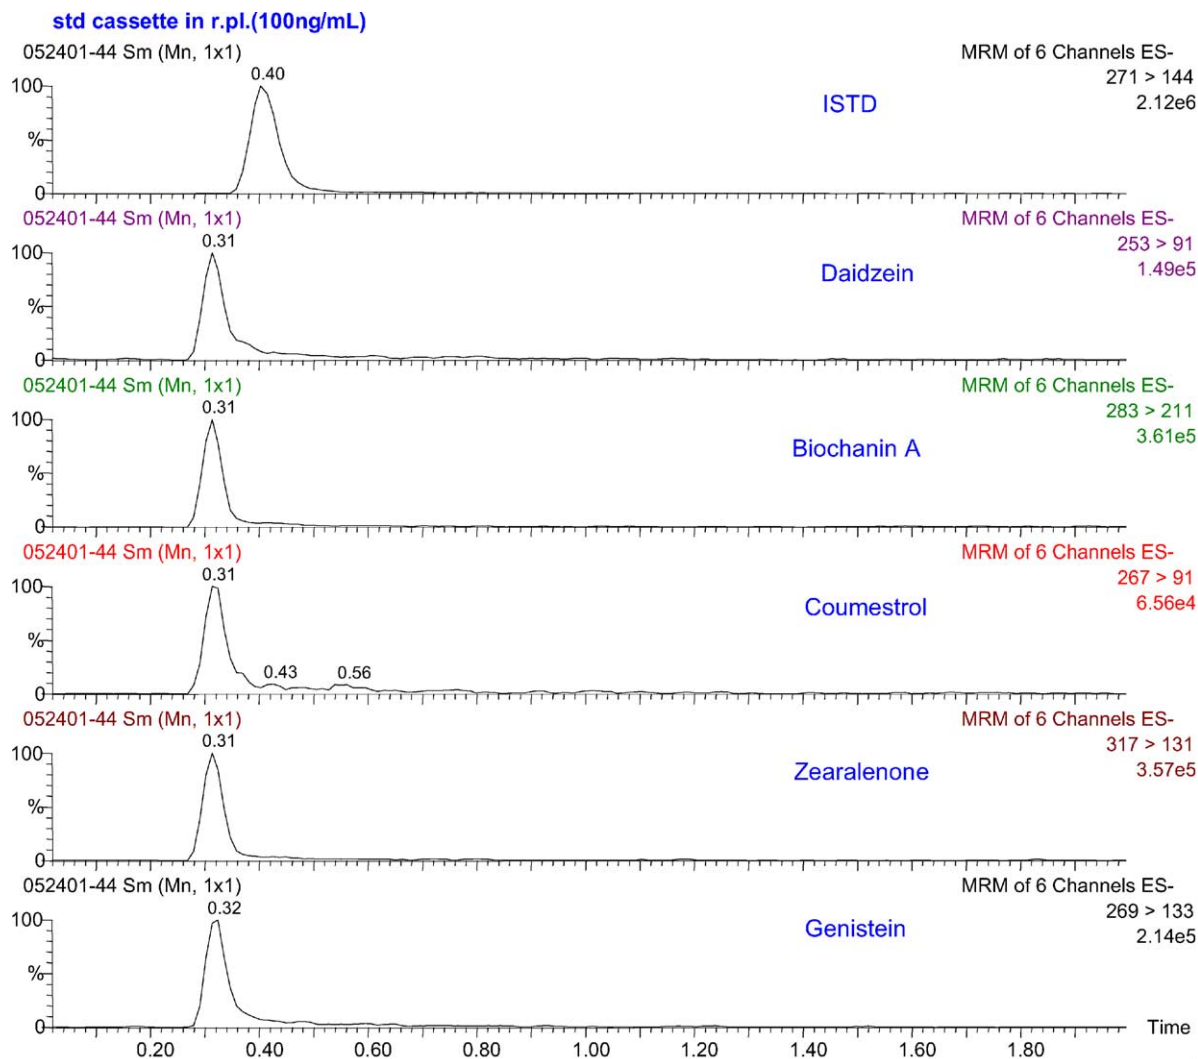 std cassette in r.pl.(100ng/mL)
052401-44 Sm (Mn, 1x1)
MRM of 6 Channels ES-
271 > 144
2.12e6
0.40
ISTD
100
%
0
052401-44 Sm (Mn, 1x1)
MRM of 6 Channels ES-
253 > 91
1.49e5
0.31
Daidzein
100
%
0
052401-44 Sm (Mn, 1x1)
MRM of 6 Channels ES-
283 > 211
3.61e5
0.31
Biochanin A
100
%
0
052401-44 Sm (Mn, 1x1)
MRM of 6 Channels ES-
267 > 91
6.56e4
0.31
Coumestrol
100
%
0.43 0.56
0
052401-44 Sm (Mn, 1x1)
MRM of 6 Channels ES-
317 > 131
3.57e5
0.31
Zearalenone
100
%
0
052401-44 Sm (Mn, 1x1)
MRM of 6 Channels ES-
269 > 133
2.14e5
0.32
Genistein
100
%
0
Time
0.20 0.40 0.60 0.80 1.00 1.20 1.40 1.60 1.80